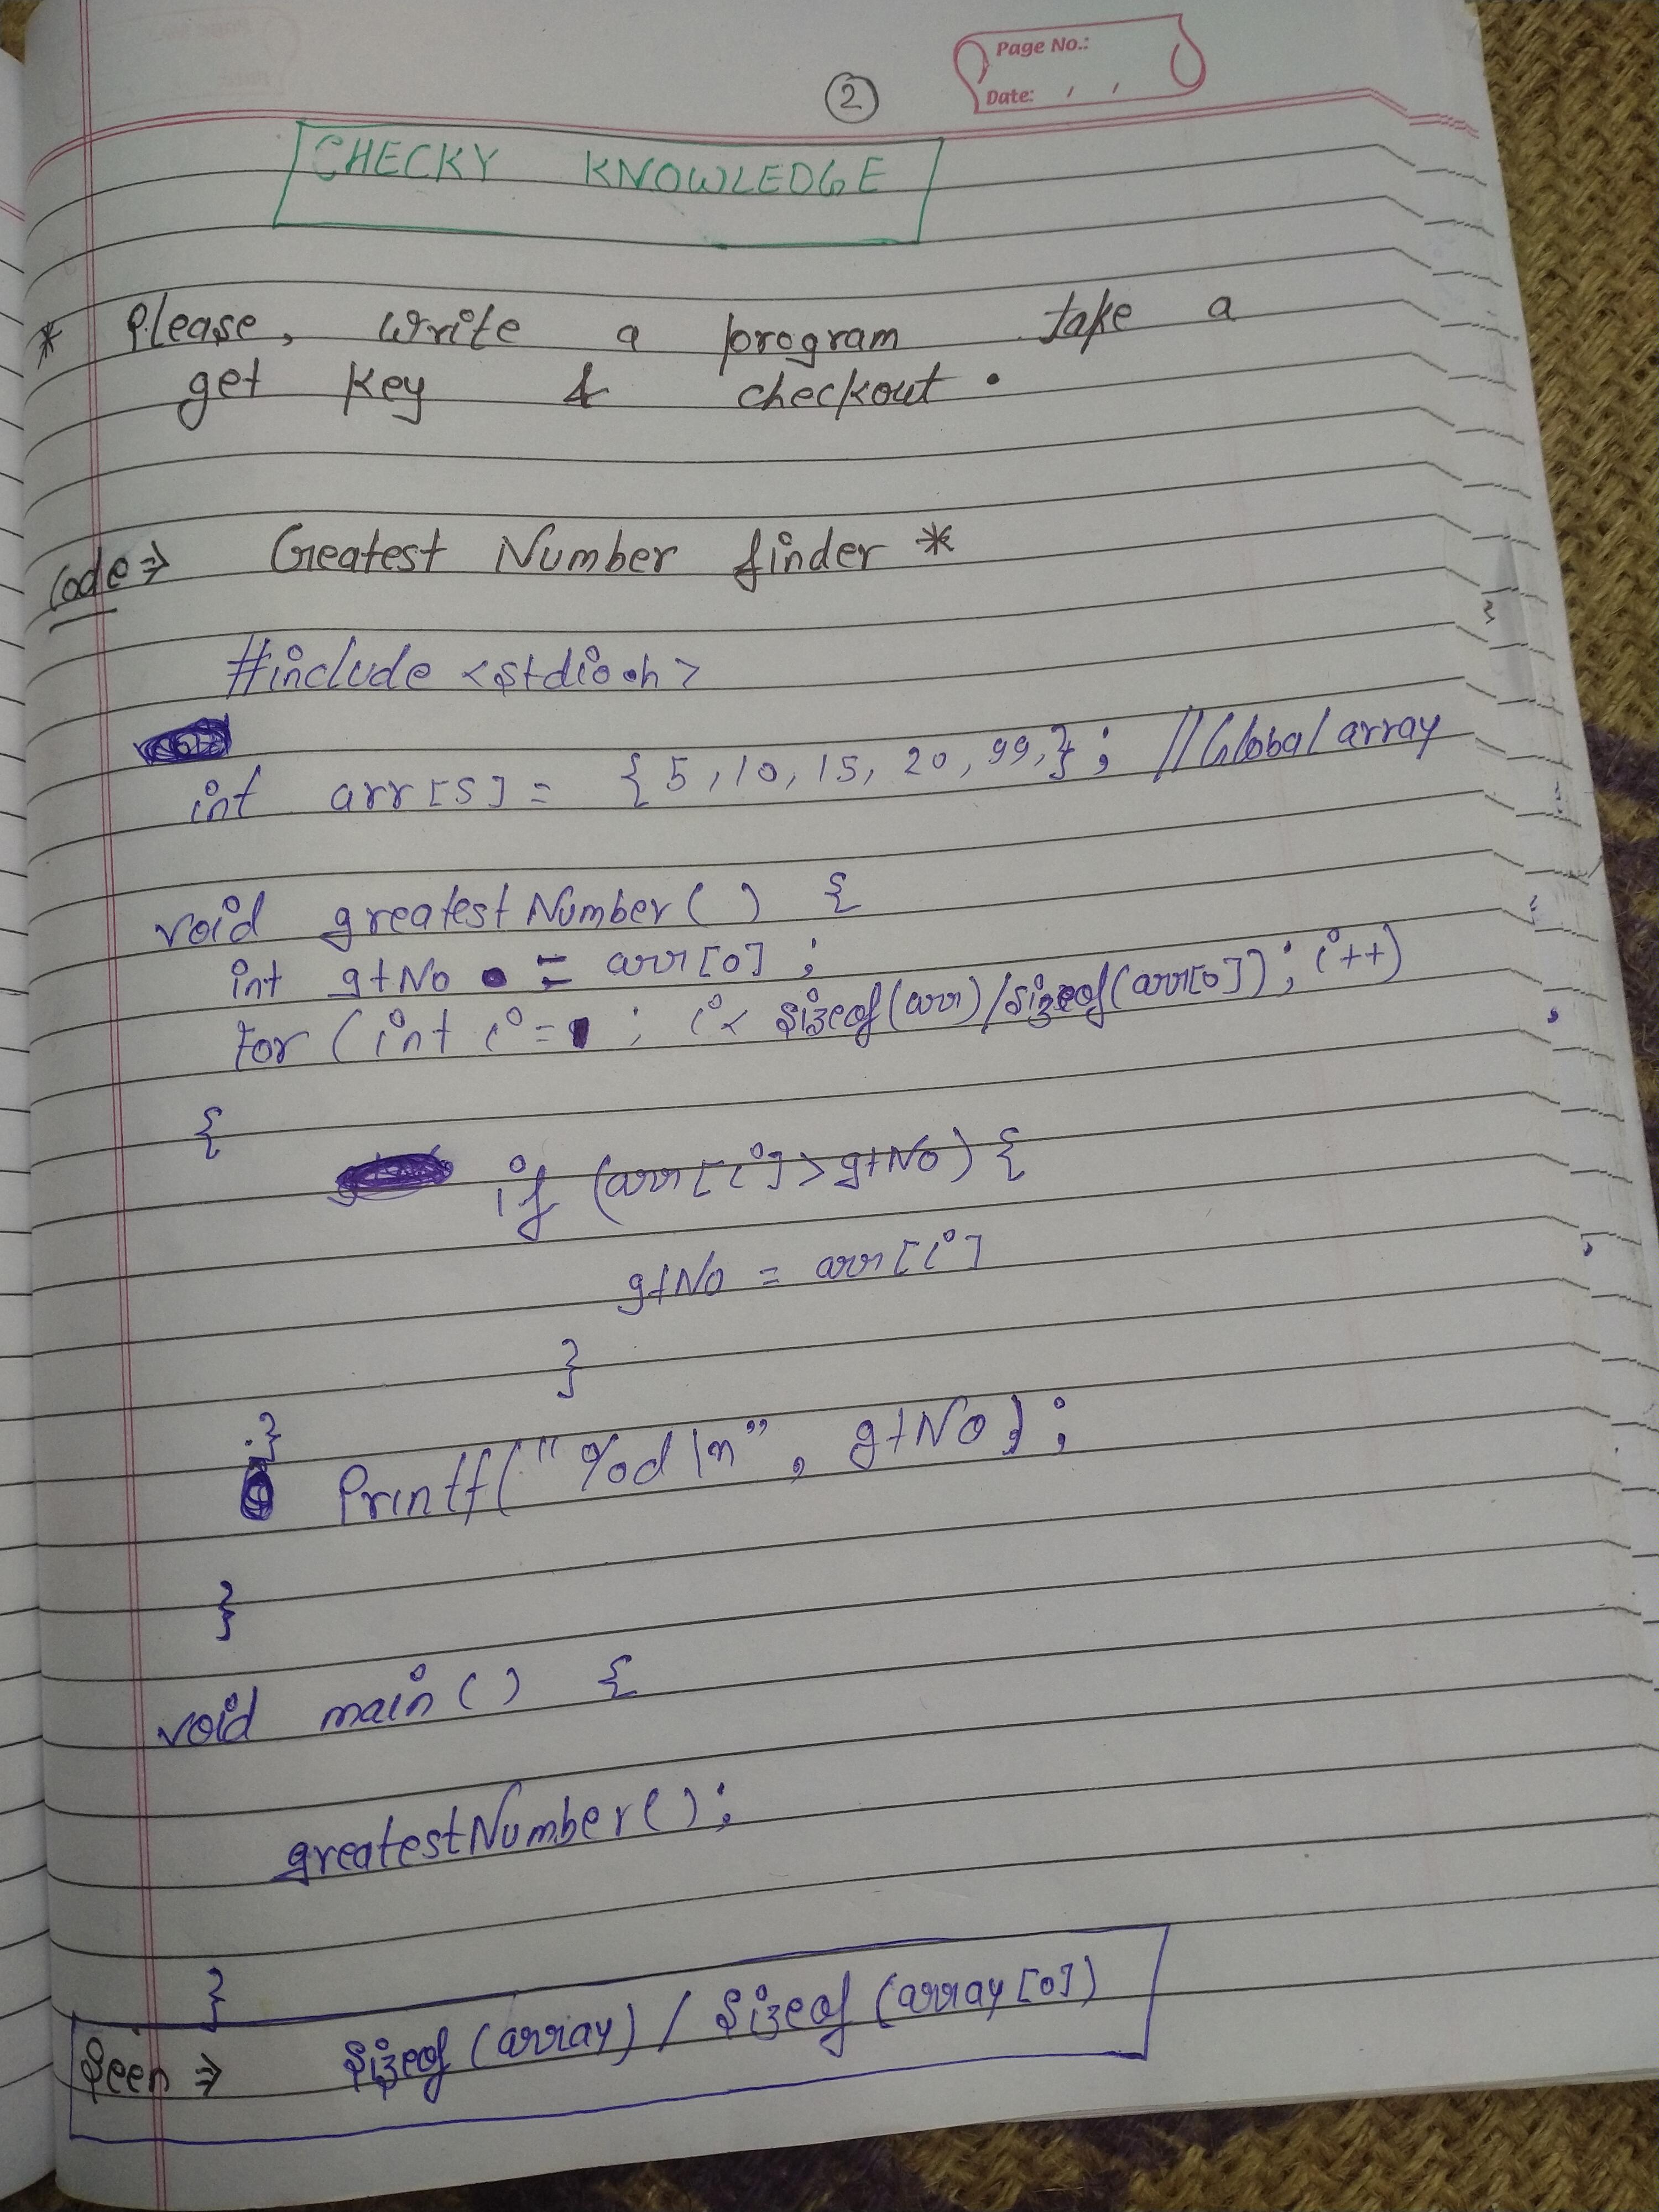 Page No.:
Date: / /
2
CHECKY KNOWLEDGE
* Please, write a program take a
get key & checkout.
Code⇒ Greatest Number finder *
#include <stdio.h>
int arr[5] = {5, 10, 15, 20, 99,}; //Global array
void greatestNumber() {
int gtNo = arr[0];
for (int i=1; i< sizeof(arr)/sizeof(arr[0]); i++)
{
if (arr[i]>gtNo) {
gtNo = arr[i]
}
}
Printf("%d\n", gtNo);
}
void main() {
greatestNumber();
}
Seen ⇒ sizeof(array) / sizeof(array[0])